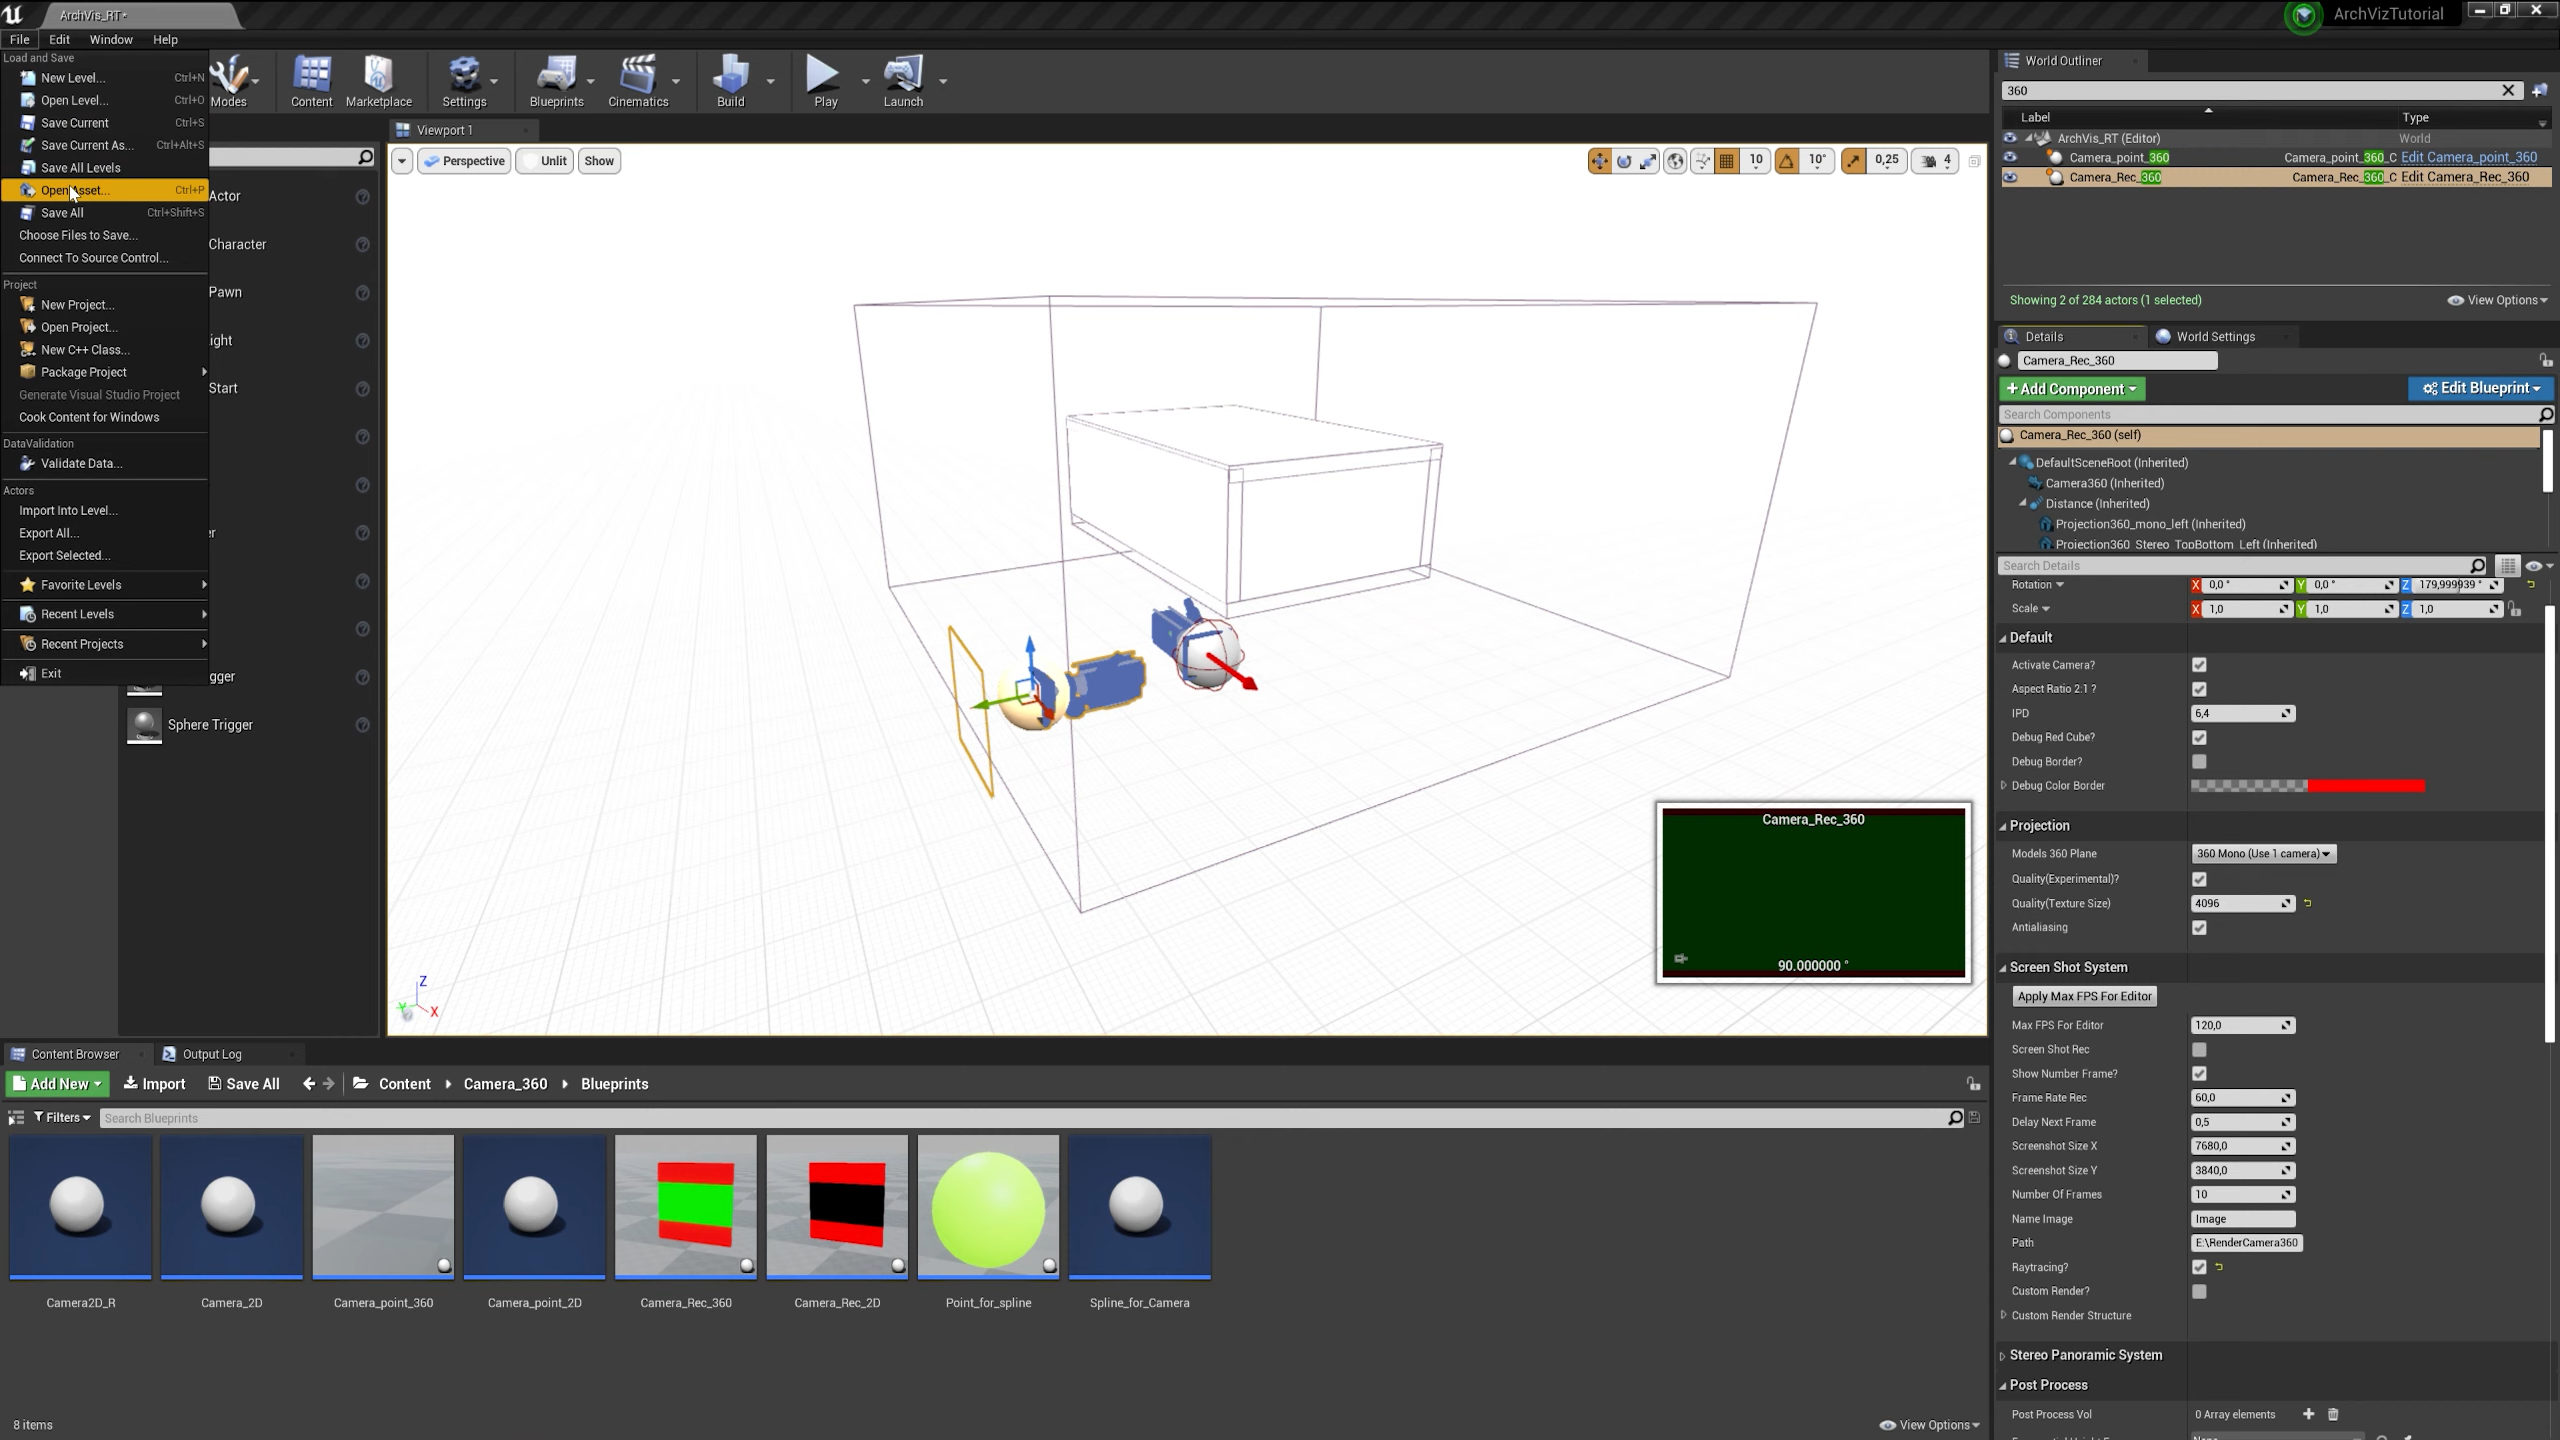 ArchVis_RT•
ArchVizTutorial
File Edit Window Help
Load and Save
New Level... Ctrl+N
Open Level... Ctrl+O
Save Current Ctrl+S
Save Current As... Ctrl+Alt+S
Save All Levels
Open Asset... Ctrl+P
Save All Ctrl+Shift+S
Choose Files to Save...
Connect To Source Control...
Project
New Project...
Open Project...
New C++ Class...
Package Project
Generate Visual Studio Project
Cook Content for Windows
DataValidation
Validate Data...
Actors
Import Into Level...
Export All...
Export Selected...
Favorite Levels
Recent Levels
Recent Projects
Exit
Modes Content Marketplace Settings Blueprints Cinematics Build Play Launch
Actor
Character
Pawn
ight
Start
er
gger
Sphere Trigger
Viewport 1
Perspective Unlit Show
10 10° 0,25 4
Camera_Rec_360
90.000000 °
Z
Y X
World Outliner
360
Label Type
ArchVis_RT (Editor) World
Camera_point_360 Camera_point_360_C Edit Camera_point_360
Camera_Rec_360 Camera_Rec_360_C Edit Camera_Rec_360
Showing 2 of 284 actors (1 selected) View Options
Details World Settings
Camera_Rec_360
+ Add Component Edit Blueprint
Search Components
Camera_Rec_360 (self)
DefaultSceneRoot (Inherited)
Camera360 (Inherited)
Distance (Inherited)
Projection360_mono_left (Inherited)
Projection360_Stereo_TopBottom_Left (Inherited)
Search Details
Rotation X 0,0 ° Y 0,0 ° Z 179,999939 °
Scale X 1,0 Y 1,0 Z 1,0
Default
Activate Camera?
Aspect Ratio 2:1 ?
IPD 6,4
Debug Red Cube?
Debug Border?
Debug Color Border
Projection
Models 360 Plane 360 Mono (Use 1 camera)
Quality(Experimental)?
Quality(Texture Size) 4096
Antialiasing
Screen Shot System
Apply Max FPS For Editor
Max FPS For Editor 120,0
Screen Shot Rec
Show Number Frame?
Frame Rate Rec 60,0
Delay Next Frame 0,5
Screenshot Size X 7680,0
Screenshot Size Y 3840,0
Number Of Frames 10
Name Image Image
Path E:\RenderCamera360
Raytracing?
Custom Render?
Custom Render Structure
Stereo Panoramic System
Post Process
Post Process Vol 0 Array elements
Content Browser Output Log
Add New Import Save All Content Camera_360 Blueprints
Filters Search Blueprints
Camera2D_R Camera_2D Camera_point_360 Camera_point_2D Camera_Rec_360 Camera_Rec_2D Point_for_spline Spline_for_Camera
8 items View Options